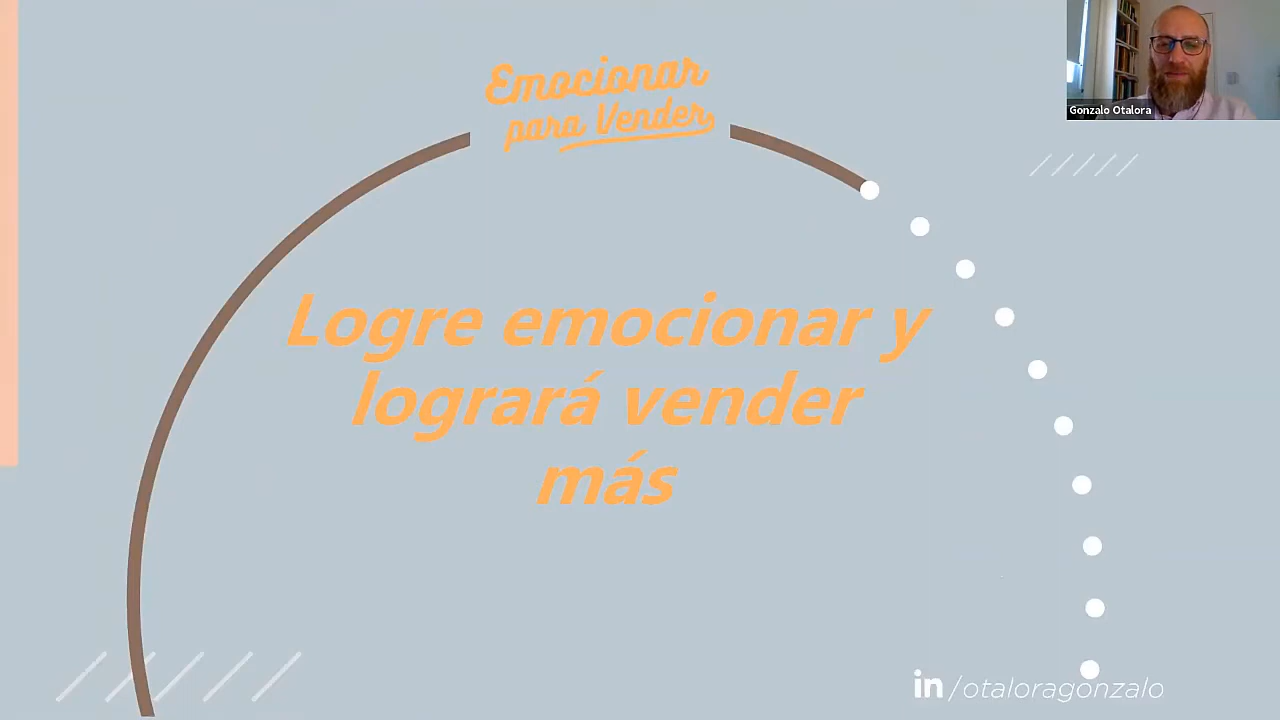 Emocionar
para Vender
Gonzalo Otalora
Logre emocionar y
logrará vender
más
in/otaloragonzalo